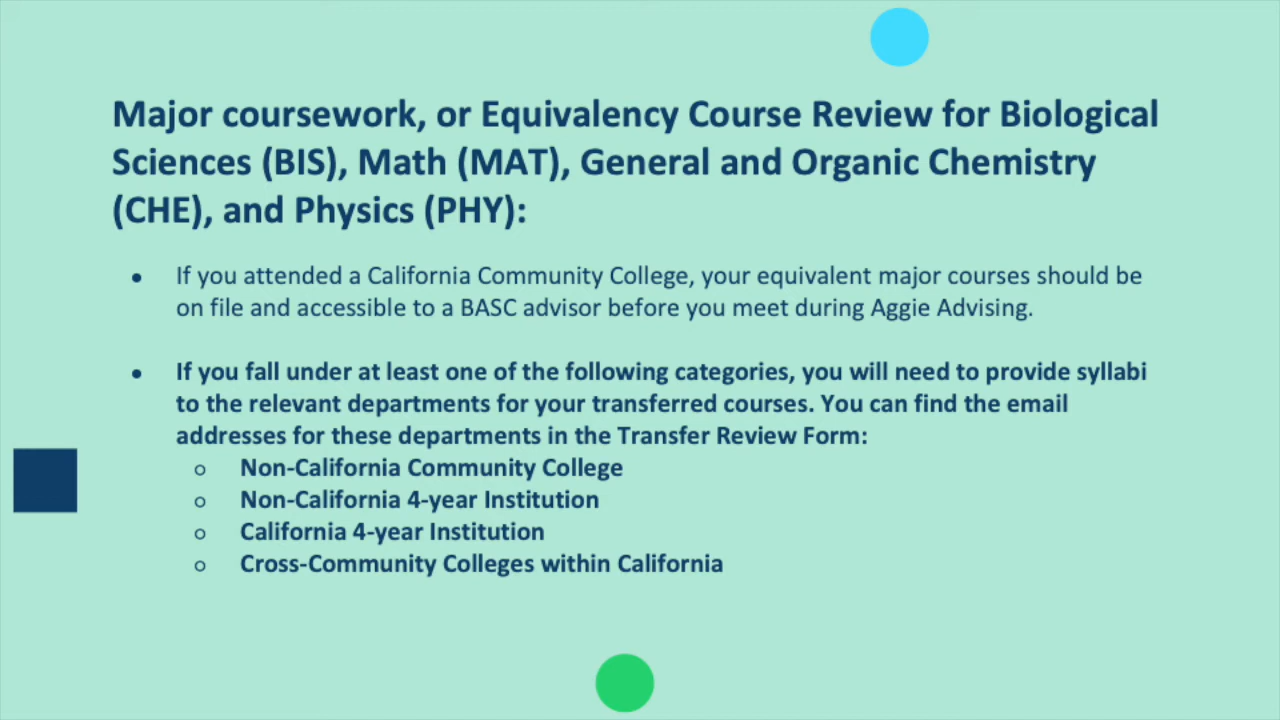 Major coursework, or Equivalency Course Review for Biological
Sciences (BIS), Math (MAT), General and Organic Chemistry
(CHE), and Physics (PHY):
● If you attended a California Community College, your equivalent major courses should be
on file and accessible to a BASC advisor before you meet during Aggie Advising.
● If you fall under at least one of the following categories, you will need to provide syllabi
to the relevant departments for your transferred courses. You can find the email
addresses for these departments in the Transfer Review Form:
○ Non-California Community College
○ Non-California 4-year Institution
○ California 4-year Institution
○ Cross-Community Colleges within California